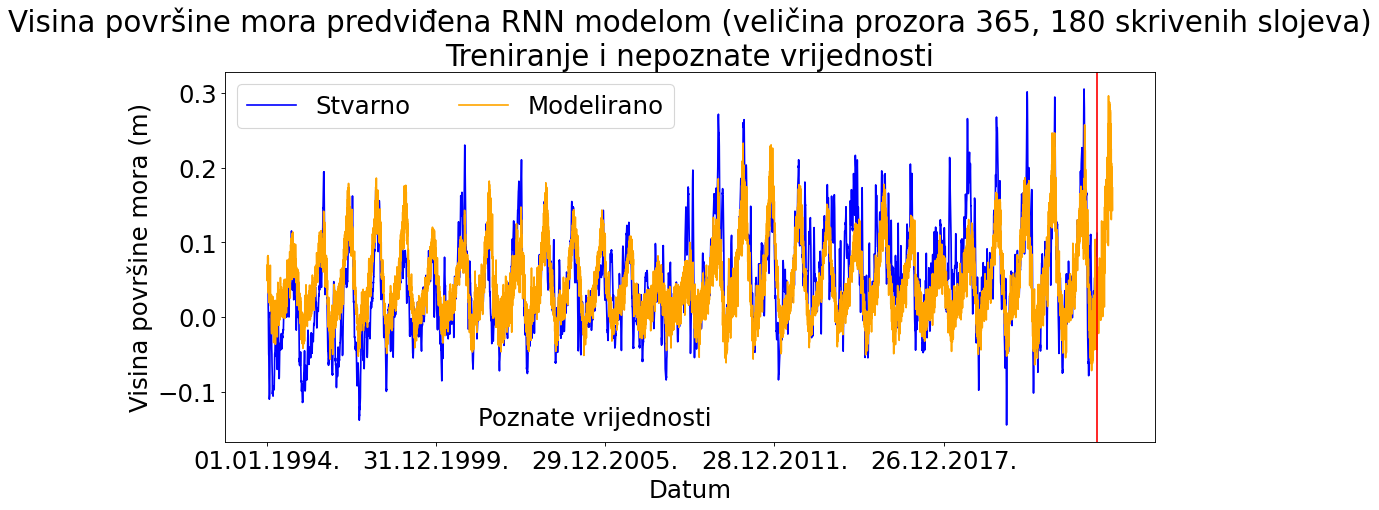 Visina površine mora predviđena RNN modelom (veličina prozora 365, 180 skrivenih slojeva)
Treniranje i nepoznate vrijednosti
Stvarno
Modelirano
Visina površine mora (m)
0.3
0.2
0.1
0.0
−0.1
Poznate vrijednosti
01.01.1994.
31.12.1999.
29.12.2005.
28.12.2011.
26.12.2017.
Datum